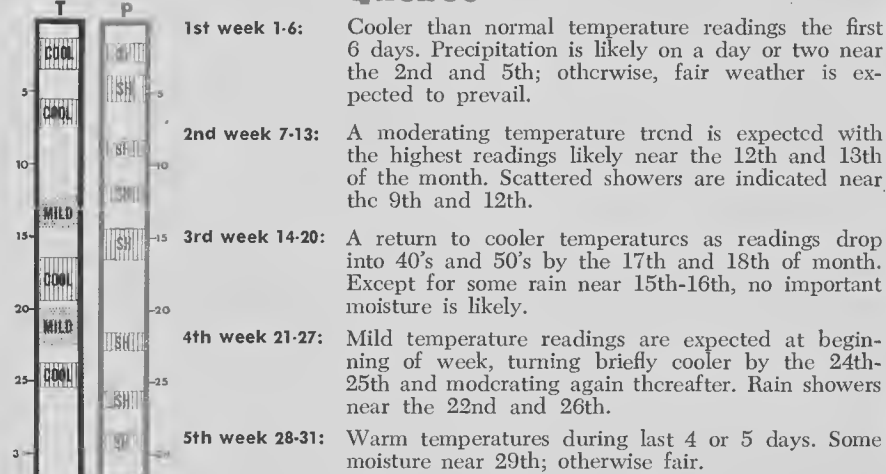 T P
1st week 1-6: Cooler than normal temperature readings the first
6 days. Precipitation is likely on a day or two near
the 2nd and 5th; otherwise, fair weather is ex-
pected to prevail.
2nd week 7-13: A moderating temperature trend is expected with
the highest readings likely near the 12th and 13th
of the month. Scattered showers are indicated near
the 9th and 12th.
3rd week 14-20: A return to cooler temperatures as readings drop
into 40's and 50's by the 17th and 18th of month.
Except for some rain near 15th-16th, no important
moisture is likely.
4th week 21-27: Mild temperature readings are expected at begin-
ning of week, turning briefly cooler by the 24th-
25th and moderating again thereafter. Rain showers
near the 22nd and 26th.
5th week 28-31: Warm temperatures during last 4 or 5 days. Some
moisture near 29th; otherwise fair.
COOL
5
COOL
10
MILD
15
COOL
20
MILD
COOL
25
SH
5
SH
10
SH
15
20
SH
25
SH
SH